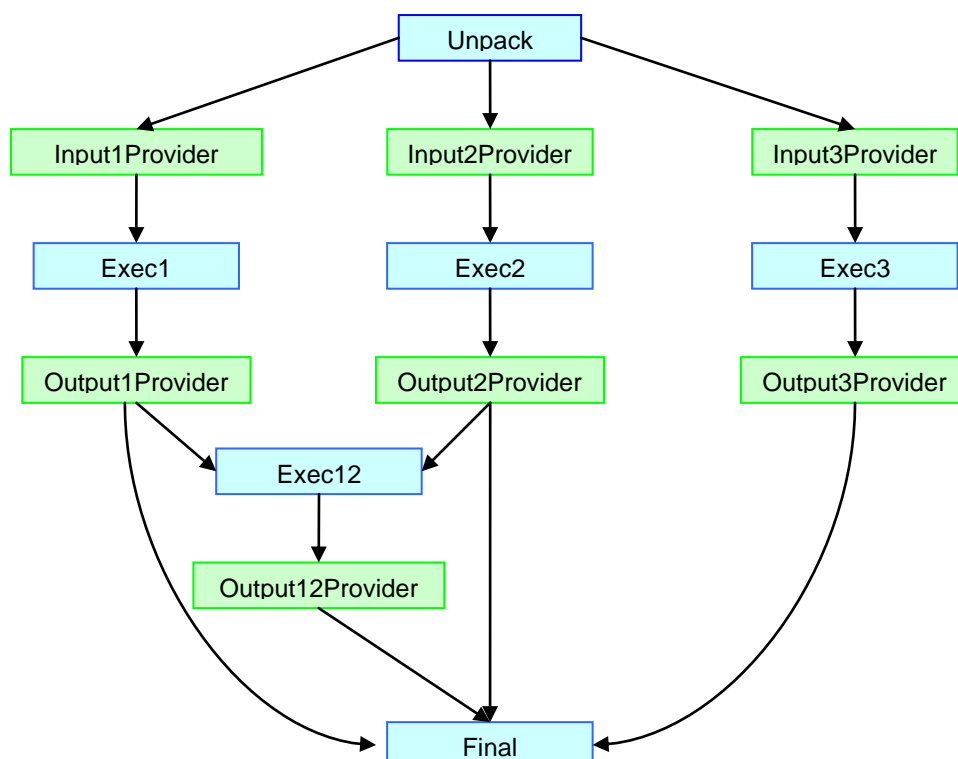 Unpack
Input1Provider
Input2Provider
Input3Provider
Exec1
Exec2
Exec3
Output1Provider
Output2Provider
Output3Provider
Exec12
Output12Provider
Final